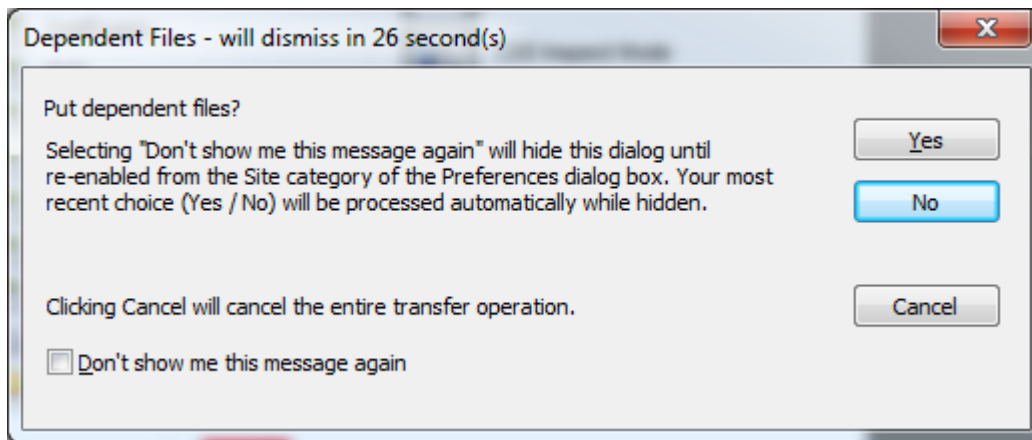 Dependent Files - will dismiss in 26 second(s)
Put dependent files?
Selecting "Don't show me this message again" will hide this dialog until
re-enabled from the Site category of the Preferences dialog box. Your most
recent choice (Yes / No) will be processed automatically while hidden.
Yes
No
Clicking Cancel will cancel the entire transfer operation.
Cancel
Don't show me this message again